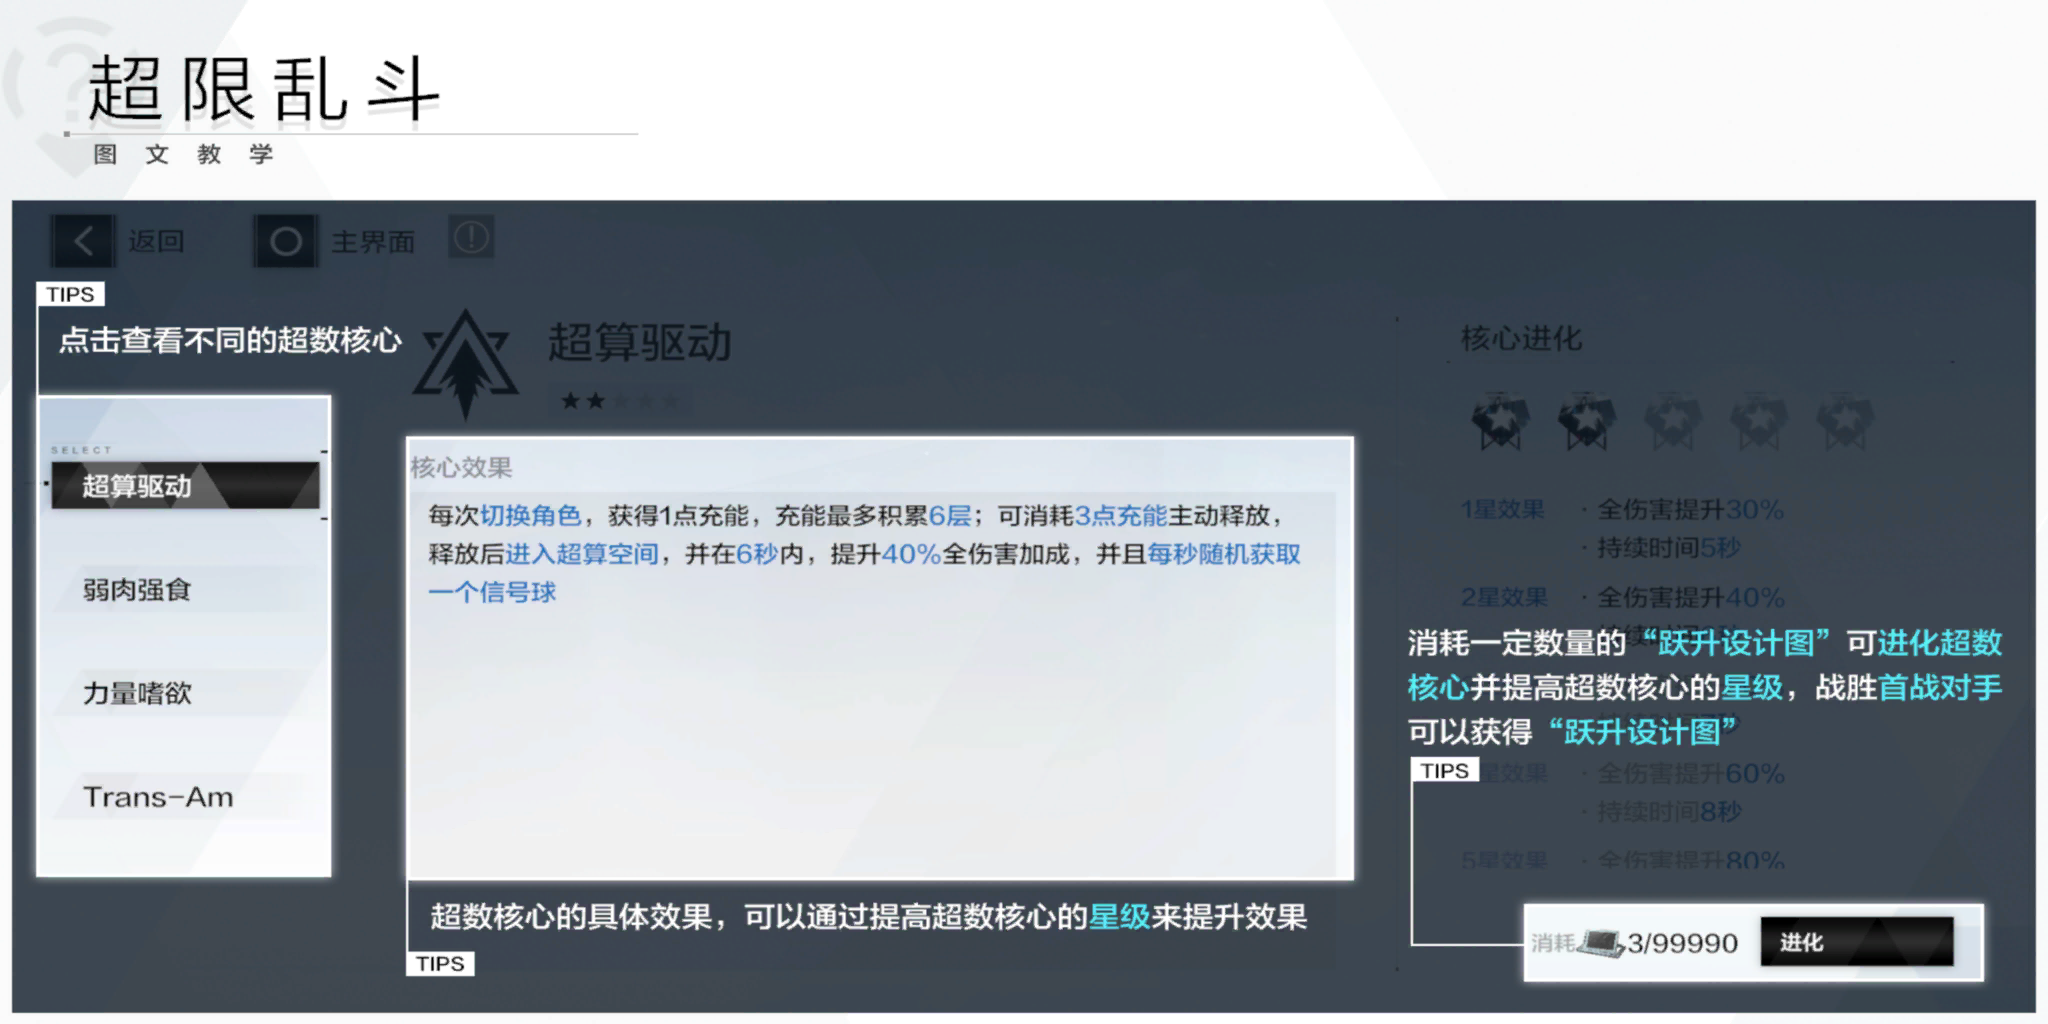 超限乱斗
图文教学
返回
主界面
TIPS
点击查看不同的超数核心
SELECT
超算驱动
弱肉强食
力量嗜欲
Trans-Am
超算驱动
核心效果
每次切换角色，获得1点充能，充能最多积累6层；可消耗3点充能主动释放，
释放后进入超算空间，并在6秒内，提升40%全伤害加成，并且每秒随机获取
一个信号球
超数核心的具体效果，可以通过提高超数核心的星级来提升效果
TIPS
核心进化
1星效果 · 全伤害提升30%
· 持续时间5秒
2星效果 · 全伤害提升40%
消耗一定数量的“跃升设计图”可进化超数
核心并提高超数核心的星级，战胜首战对手
可以获得“跃升设计图”
TIPS
星效果 · 全伤害提升60%
· 持续时间8秒
5星效果 · 全伤害提升80%
消耗 3/99990 进化